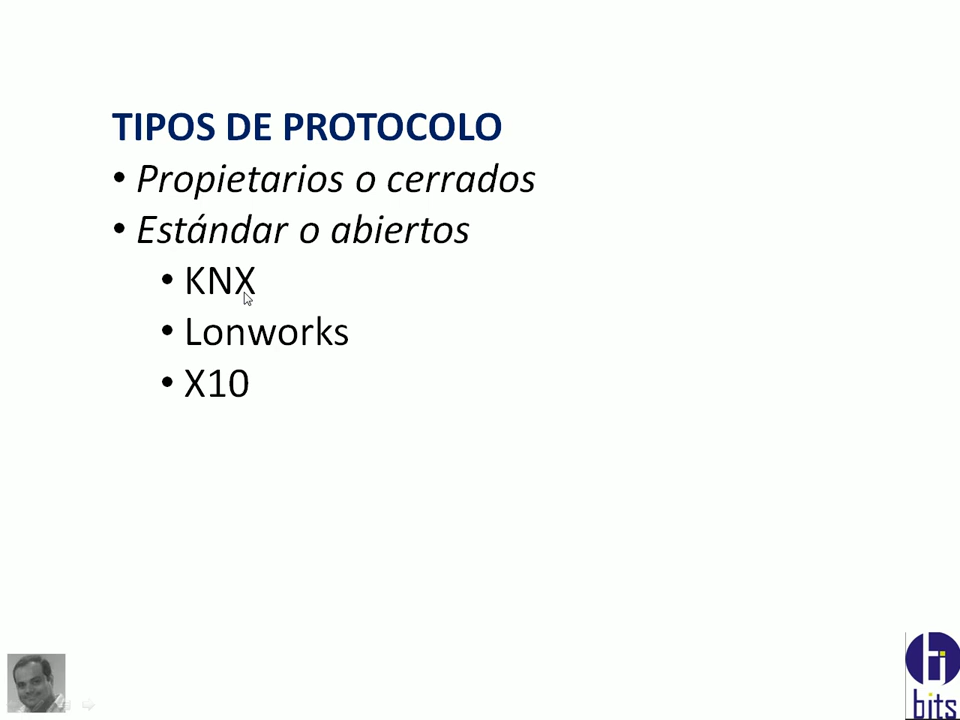 TIPOS DE PROTOCOLO
• Propietarios o cerrados
• Estándar o abiertos
• KNX
• Lonworks
• X10
bits